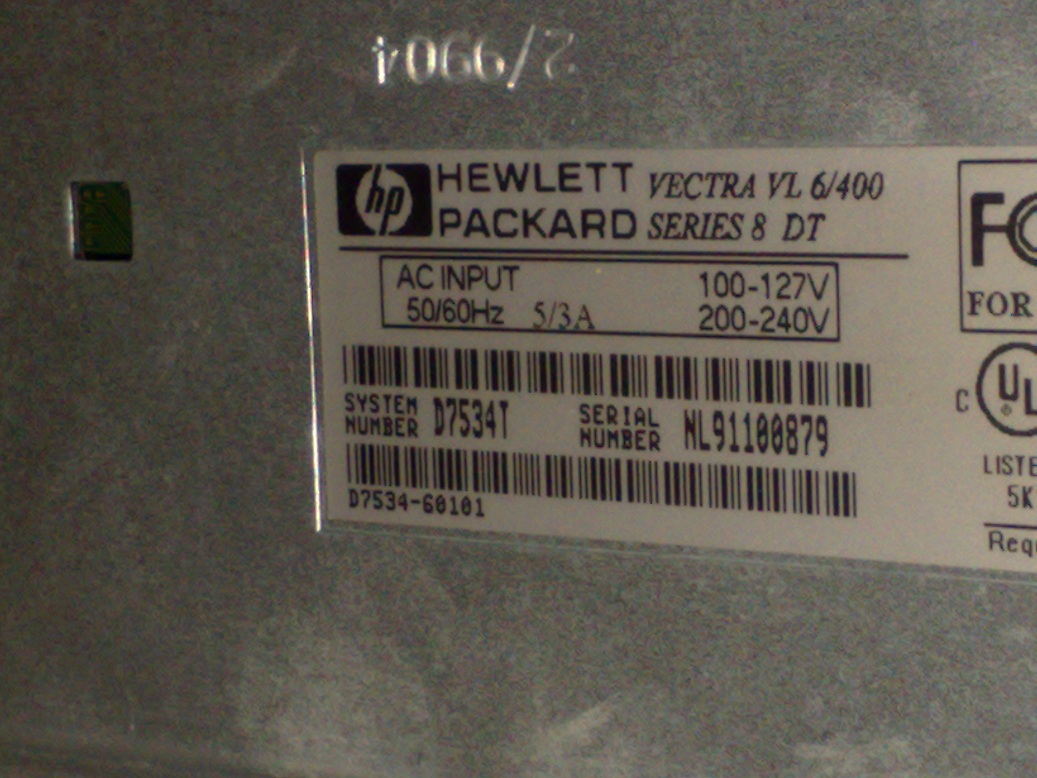 2/9904
hp HEWLETT PACKARD VECTRA VL 6/400 SERIES 8 DT
AC INPUT 100-127V
50/60Hz 5/3A 200-240V
SYSTEM NUMBER D7534T SERIAL NUMBER NL91100879
D7534-60101
FOR
C UL
®
LISTE
5K
Requ